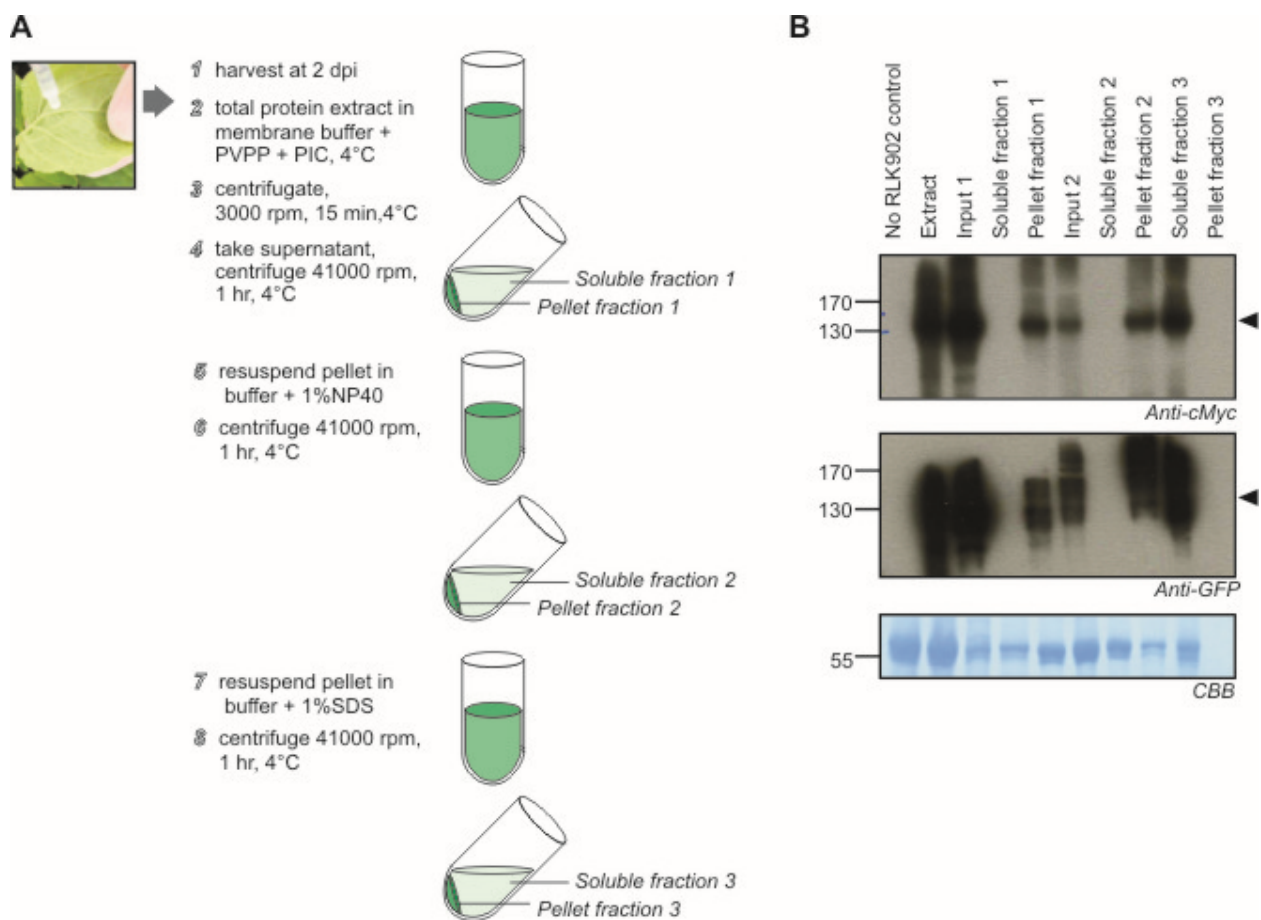 A
1 harvest at 2 dpi
2 total protein extract in
membrane buffer +
PVPP + PIC, 4°C
3 centrifugate,
3000 rpm, 15 min,4°C
4 take supernatant,
centrifuge 41000 rpm,
1 hr, 4°C
Soluble fraction 1
Pellet fraction 1
5 resuspend pellet in
buffer + 1%NP40
6 centrifuge 41000 rpm,
1 hr, 4°C
Soluble fraction 2
Pellet fraction 2
7 resuspend pellet in
buffer + 1%SDS
8 centrifuge 41000 rpm,
1 hr, 4°C
Soluble fraction 3
Pellet fraction 3
B
No RLK902 control
Extract
Input 1
Soluble fraction 1
Pellet fraction 1
Input 2
Soluble fraction 2
Pellet fraction 2
Soluble fraction 3
Pellet fraction 3
170
130
Anti-cMyc
170
130
Anti-GFP
55
CBB